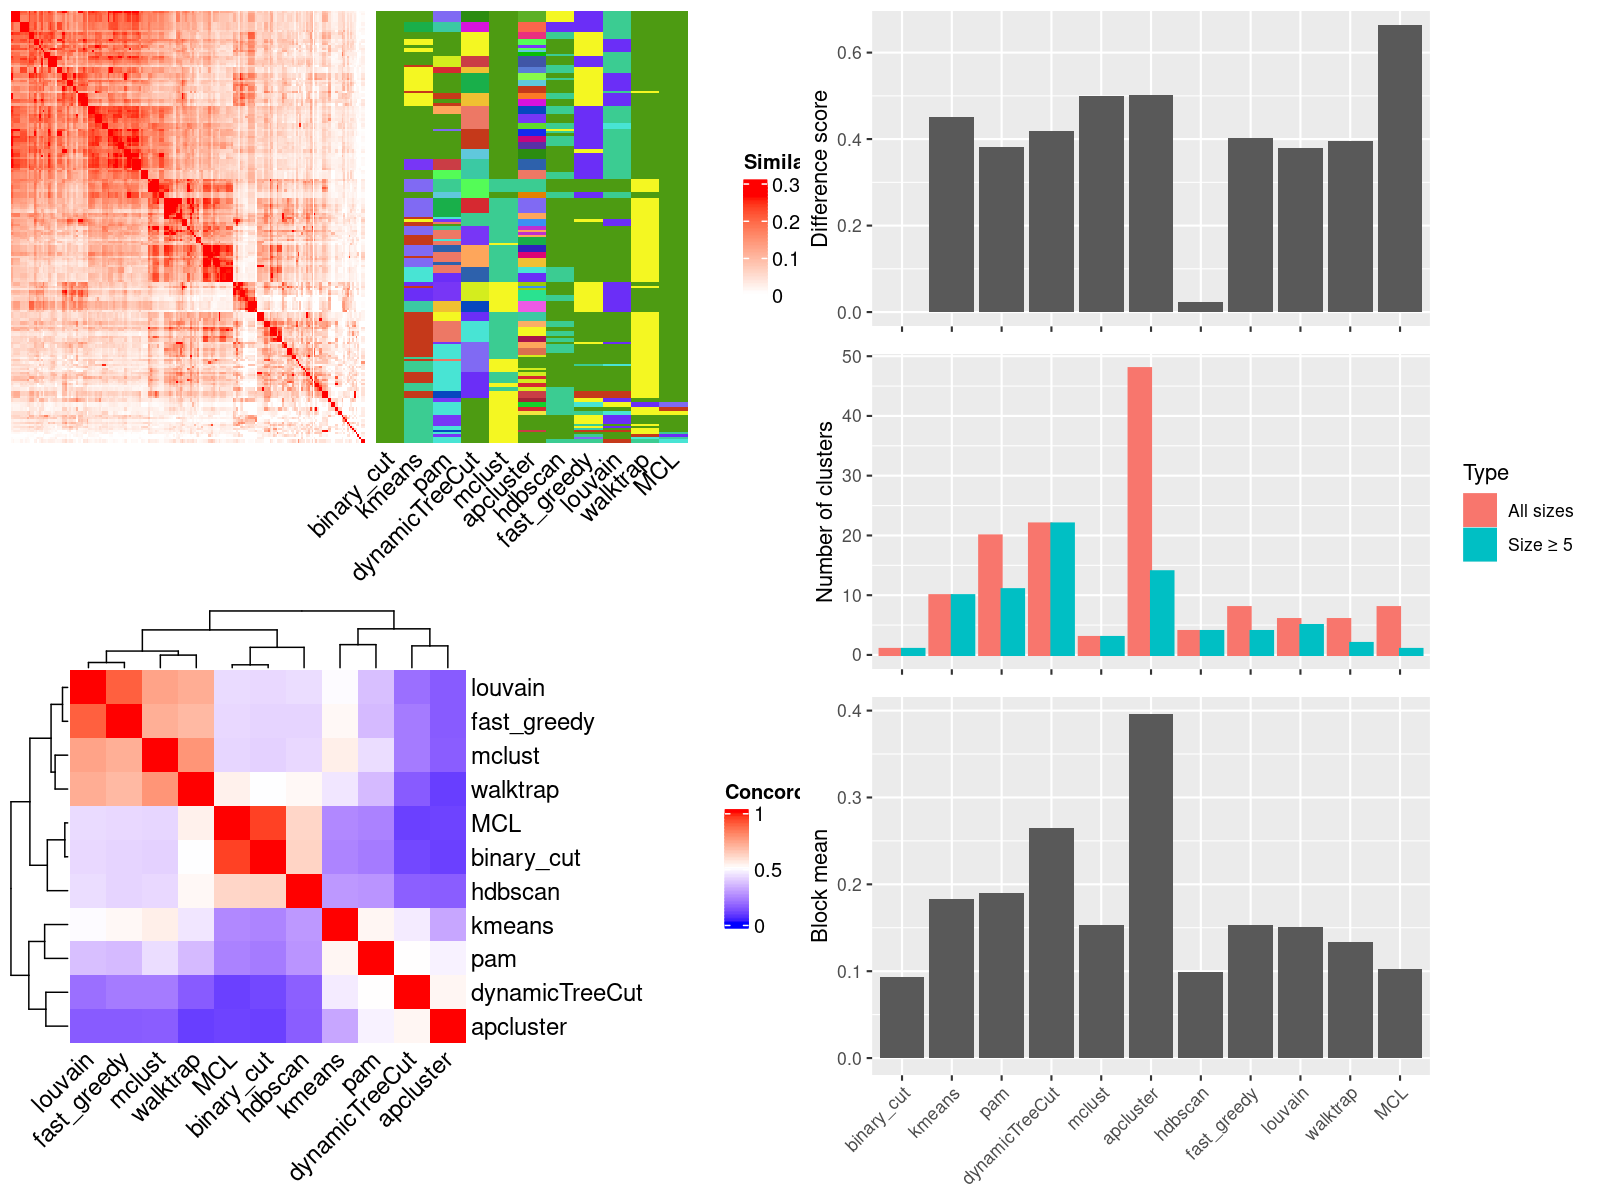 Simila
0.3
0.2
0.1
0
binary_cut
kmeans
pam
dynamicTreeCut
mclust
apcluster
hdbscan
fast_greedy
louvain
walktrap
MCL
Difference score
0.6
0.4
0.2
0.0
Number of clusters
50
40
30
20
10
0
Type
All sizes
Size ≥ 5
louvain
fast_greedy
mclust
walktrap
MCL
binary_cut
hdbscan
kmeans
pam
dynamicTreeCut
apcluster
louvain
fast_greedy
mclust
walktrap
MCL
binary_cut
hdbscan
kmeans
pam
dynamicTreeCut
apcluster
Concord
1
0.5
0
Block mean
0.4
0.3
0.2
0.1
0.0
binary_cut
kmeans
pam
dynamicTreeCut
mclust
apcluster
hdbscan
fast_greedy
louvain
walktrap
MCL